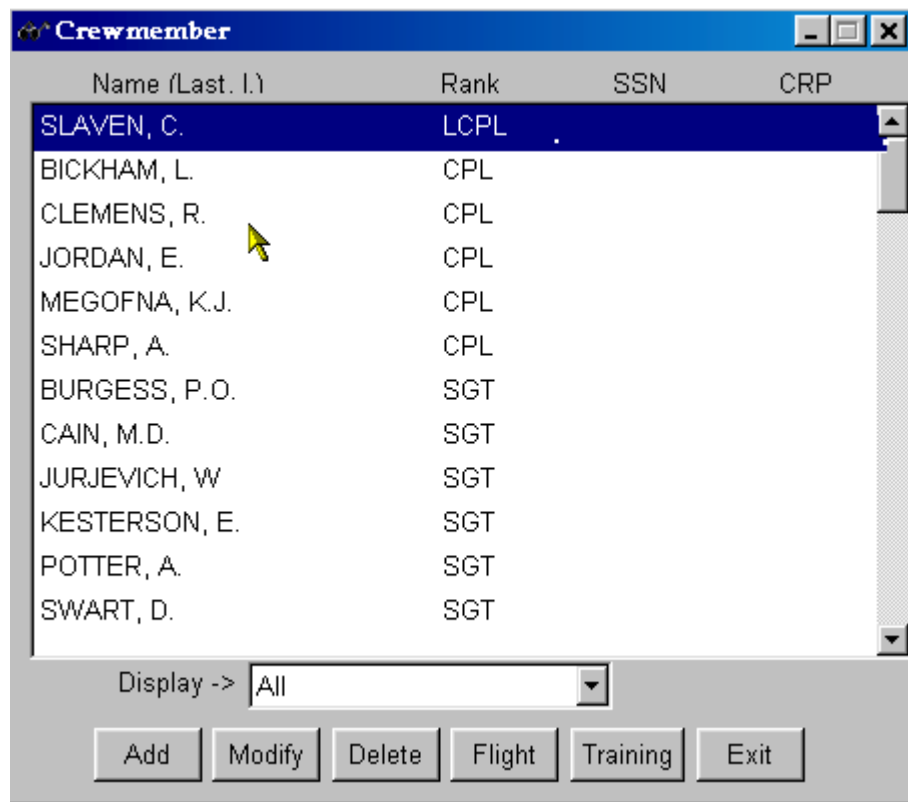 Crewmember
Name (Last, I.) Rank SSN CRP
SLAVEN, C. LCPL
BICKHAM, L. CPL
CLEMENS, R. CPL
JORDAN, E. CPL
MEGOFNA, K.J. CPL
SHARP, A. CPL
BURGESS, P.O. SGT
CAIN, M.D. SGT
JURJEVICH, W SGT
KESTERSON, E. SGT
POTTER, A. SGT
SWART, D. SGT
Display -> All
Add Modify Delete Flight Training Exit